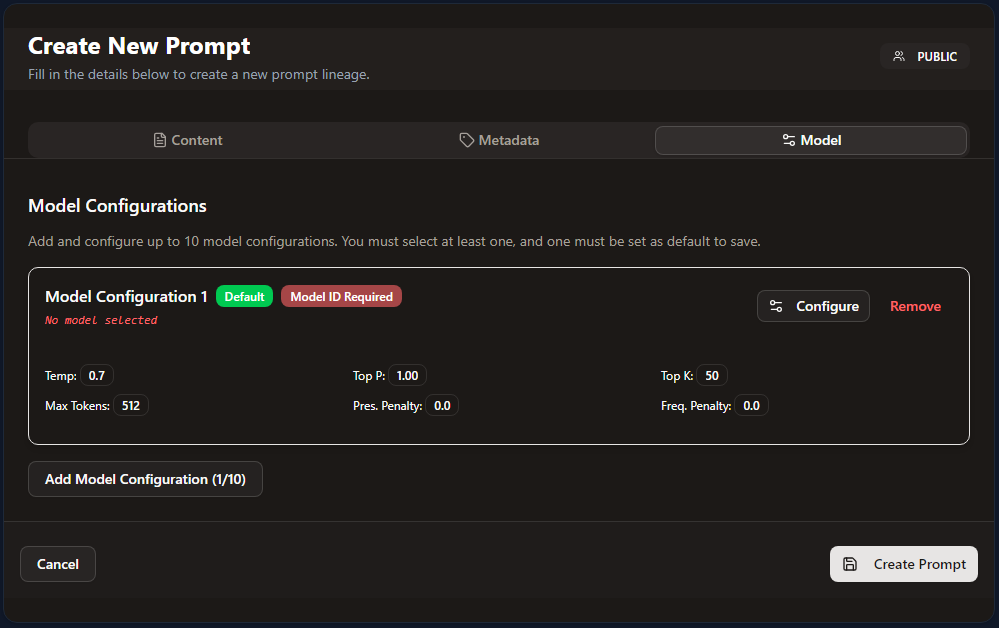 Create New Prompt
Fill in the details below to create a new prompt lineage.
PUBLIC
Content
Metadata
Model
Model Configurations
Add and configure up to 10 model configurations. You must select at least one, and one must be set as default to save.
Model Configuration 1 Default Model ID Required
No model selected
Configure
Remove
Temp: 0.7
Top P: 1.00
Top K: 50
Max Tokens: 512
Pres. Penalty: 0.0
Freq. Penalty: 0.0
Add Model Configuration (1/10)
Cancel
Create Prompt